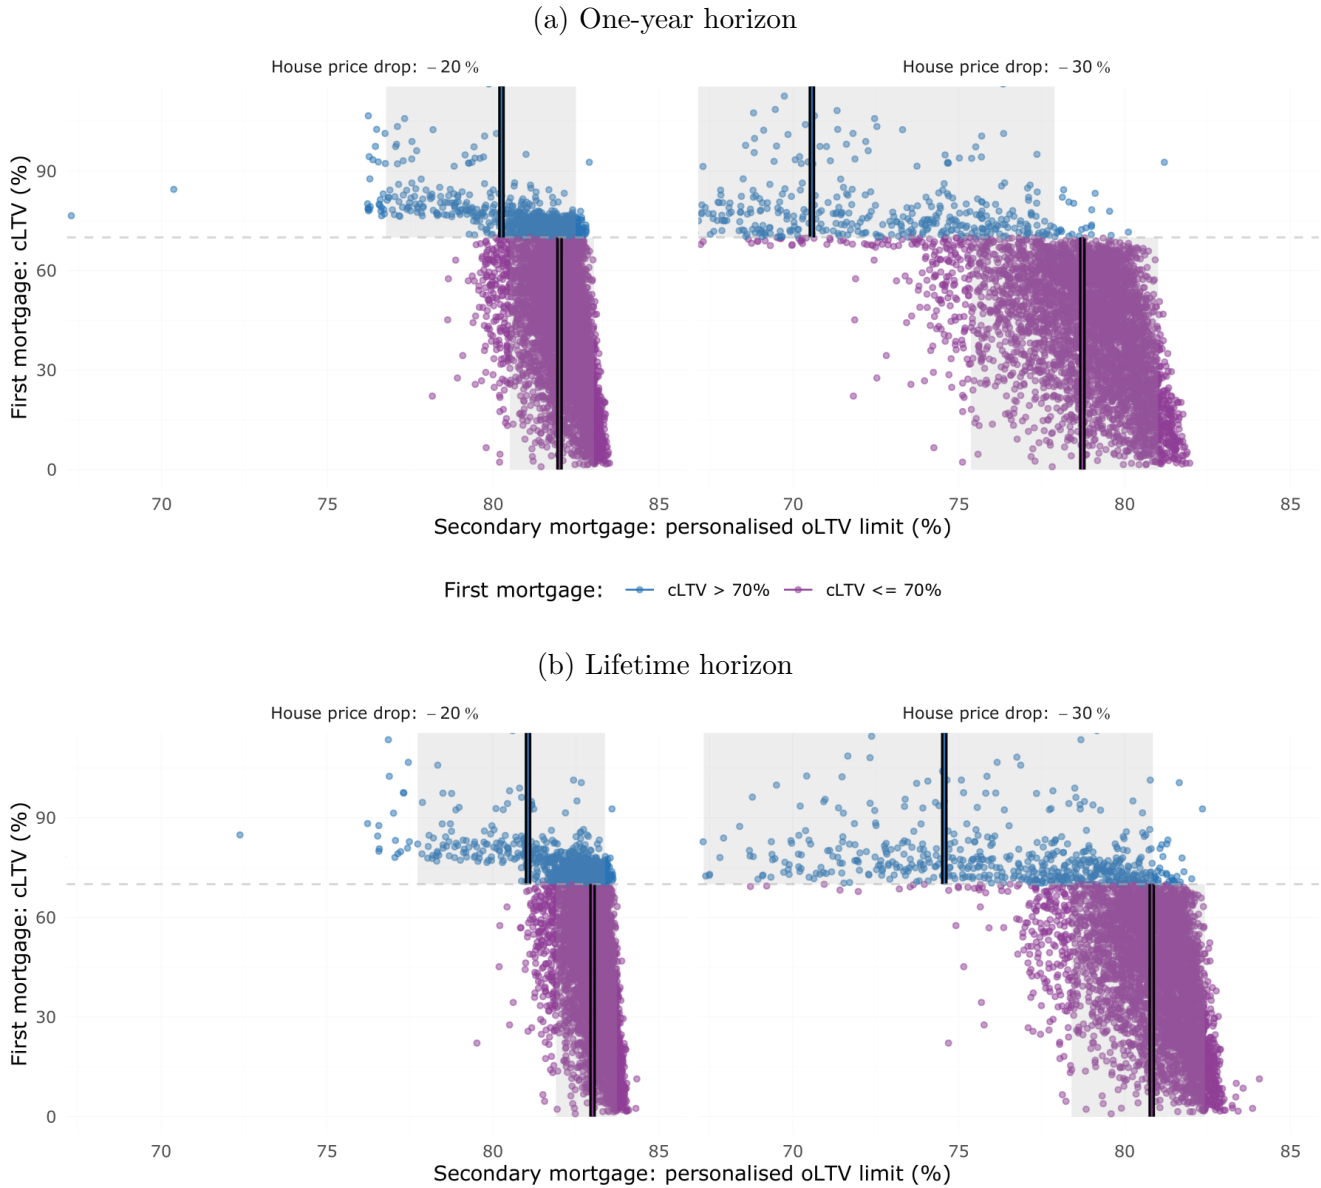 (a) One-year horizon
House price drop: − 20 %
House price drop: − 30 %
First mortgage: cLTV (%)
90
60
30
0
70 75 80 85
70 75 80 85
Secondary mortgage: personalised oLTV limit (%)
First mortgage: cLTV > 70% cLTV <= 70%
(b) Lifetime horizon
House price drop: − 20 %
House price drop: − 30 %
First mortgage: cLTV (%)
90
60
30
0
70 75 80 85
70 75 80 85
Secondary mortgage: personalised oLTV limit (%)